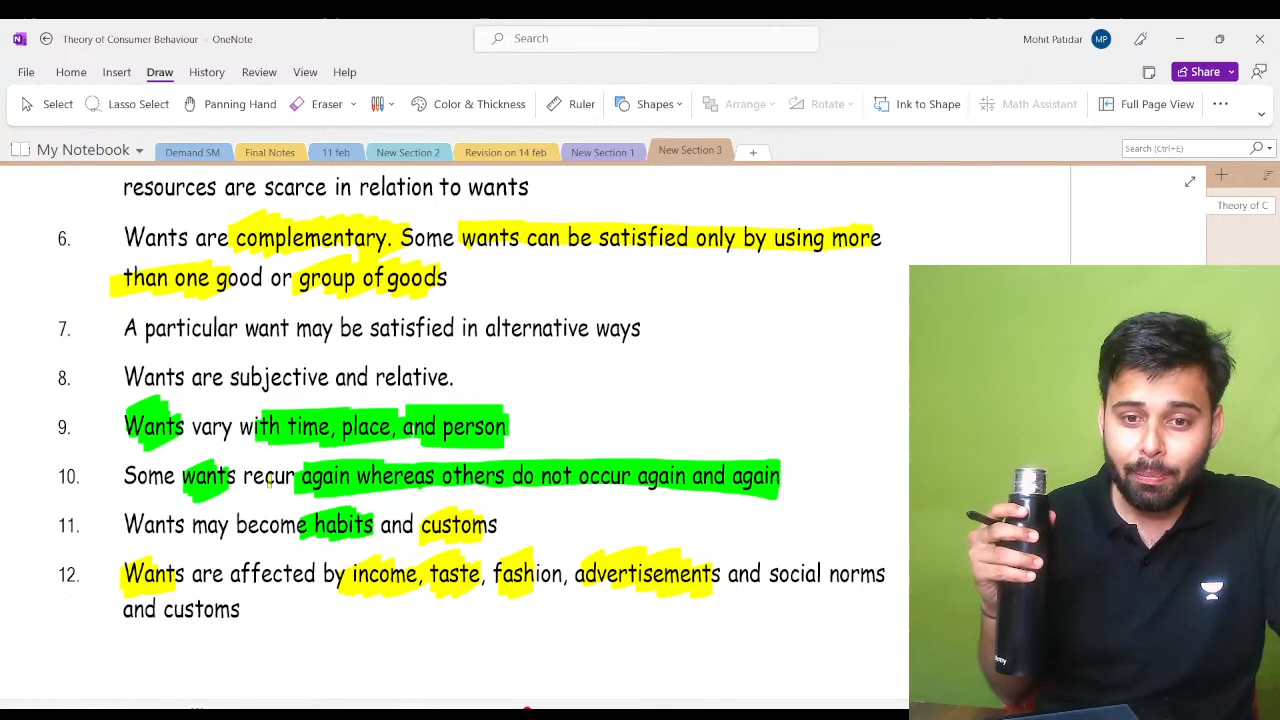 Theory of Consumer Behaviour - OneNote
Search
Mohit Patidar
MP
File Home Insert Draw History Review View Help
Share
Select Lasso Select Panning Hand Eraser Color & Thickness Ruler Shapes Arrange Rotate Ink to Shape Math Assistant Full Page View
My Notebook
Demand SM Final Notes 11 feb New Section 2 Revision on 14 feb New Section 1 New Section 3
Search (Ctrl+E)
Theory of C
resources are scarce in relation to wants
6. Wants are complementary. Some wants can be satisfied only by using more
than one good or group of goods
7. A particular want may be satisfied in alternative ways
8. Wants are subjective and relative.
9. Wants vary with time, place, and person
10. Some wants recur again whereas others do not occur again and again
11. Wants may become habits and customs
12. Wants are affected by income, taste, fashion, advertisements and social norms
and customs